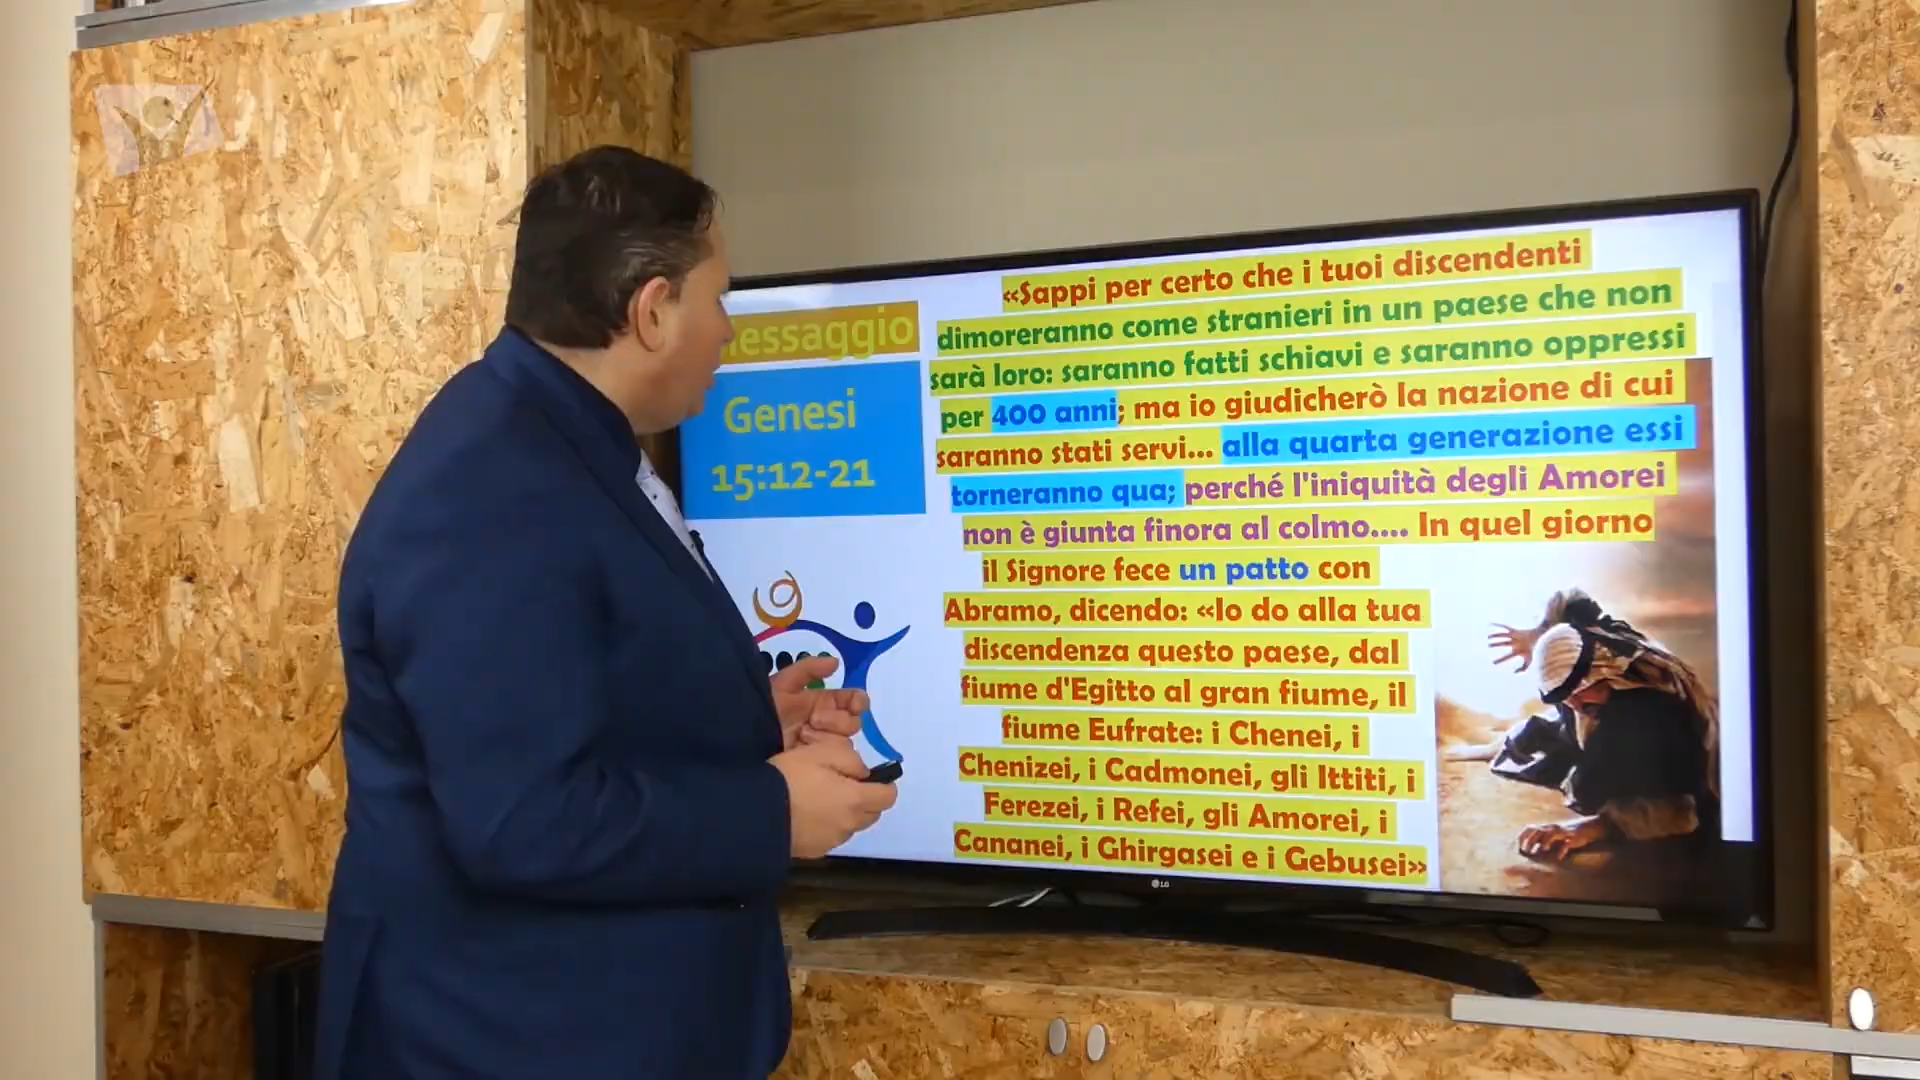 essaggio
Genesi
15:12-21
«Sappi per certo che i tuoi discendenti
dimoreranno come stranieri in un paese che non
sarà loro: saranno fatti schiavi e saranno oppressi
per 400 anni; ma io giudicherò la nazione di cui
saranno stati servi... alla quarta generazione essi
torneranno qua; perché l'iniquità degli Amorei
non è giunta finora al colmo.... In quel giorno
il Signore fece un patto con
Abramo, dicendo: «Io do alla tua
discendenza questo paese, dal
fiume d'Egitto al gran fiume, il
fiume Eufrate: i Chenei, i
Chenizei, i Cadmonei, gli Ittiti, i
Ferezei, i Refei, gli Amorei, i
Cananei, i Ghirgasei e i Gebusei»
LG